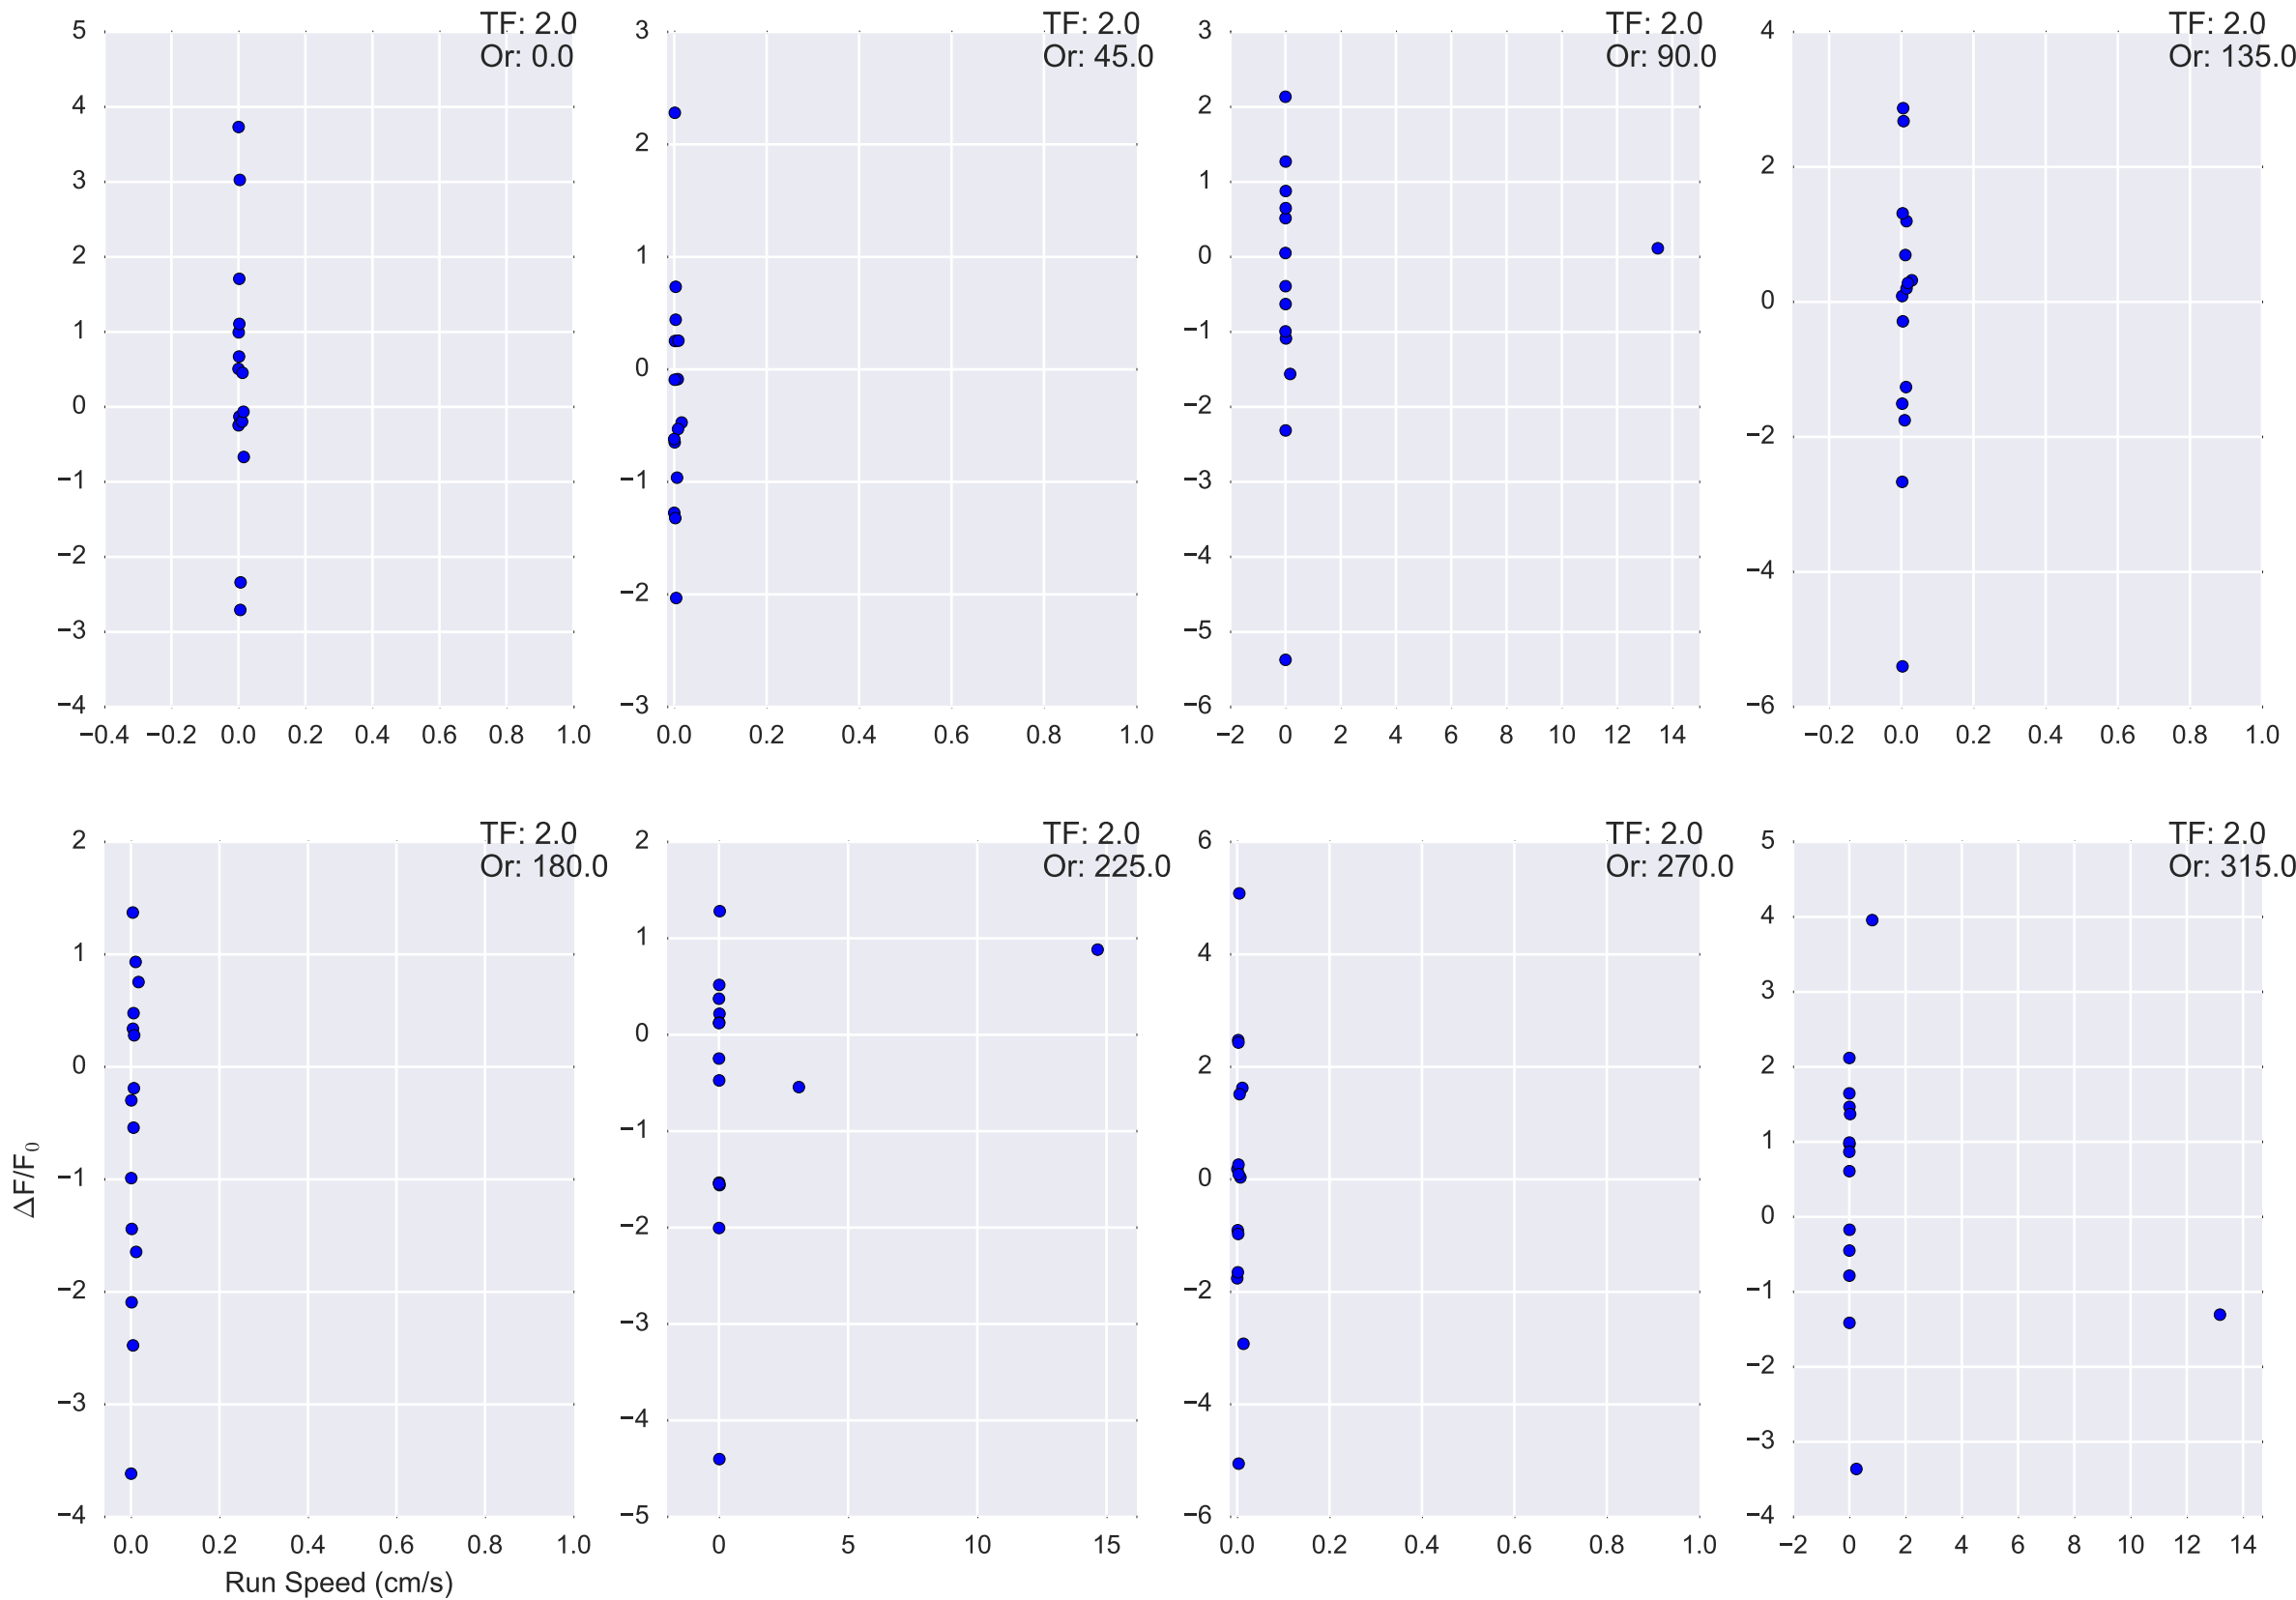 TF: 2.0
Or: 0.0
5
4
3
2
1
0
−1
−2
−3
−4
−0.4 −0.2 0.0 0.2 0.4 0.6 0.8 1.0
TF: 2.0
Or: 45.0
3
2
1
0
−1
−2
−3
0.0 0.2 0.4 0.6 0.8 1.0
TF: 2.0
Or: 90.0
3
2
1
0
−1
−2
−3
−4
−5
−6
−2 0 2 4 6 8 10 12 14
TF: 2.0
Or: 135.0
4
2
0
−2
−4
−6
−0.2 0.0 0.2 0.4 0.6 0.8 1.0
TF: 2.0
Or: 180.0
2
1
0
−1
−2
−3
−4
ΔF/F0
0.0 0.2 0.4 0.6 0.8 1.0
Run Speed (cm/s)
TF: 2.0
Or: 225.0
2
1
0
−1
−2
−3
−4
−5
0 5 10 15
TF: 2.0
Or: 270.0
6
4
2
0
−2
−4
−6
0.0 0.2 0.4 0.6 0.8 1.0
TF: 2.0
Or: 315.0
5
4
3
2
1
0
−1
−2
−3
−4
−2 0 2 4 6 8 10 12 14